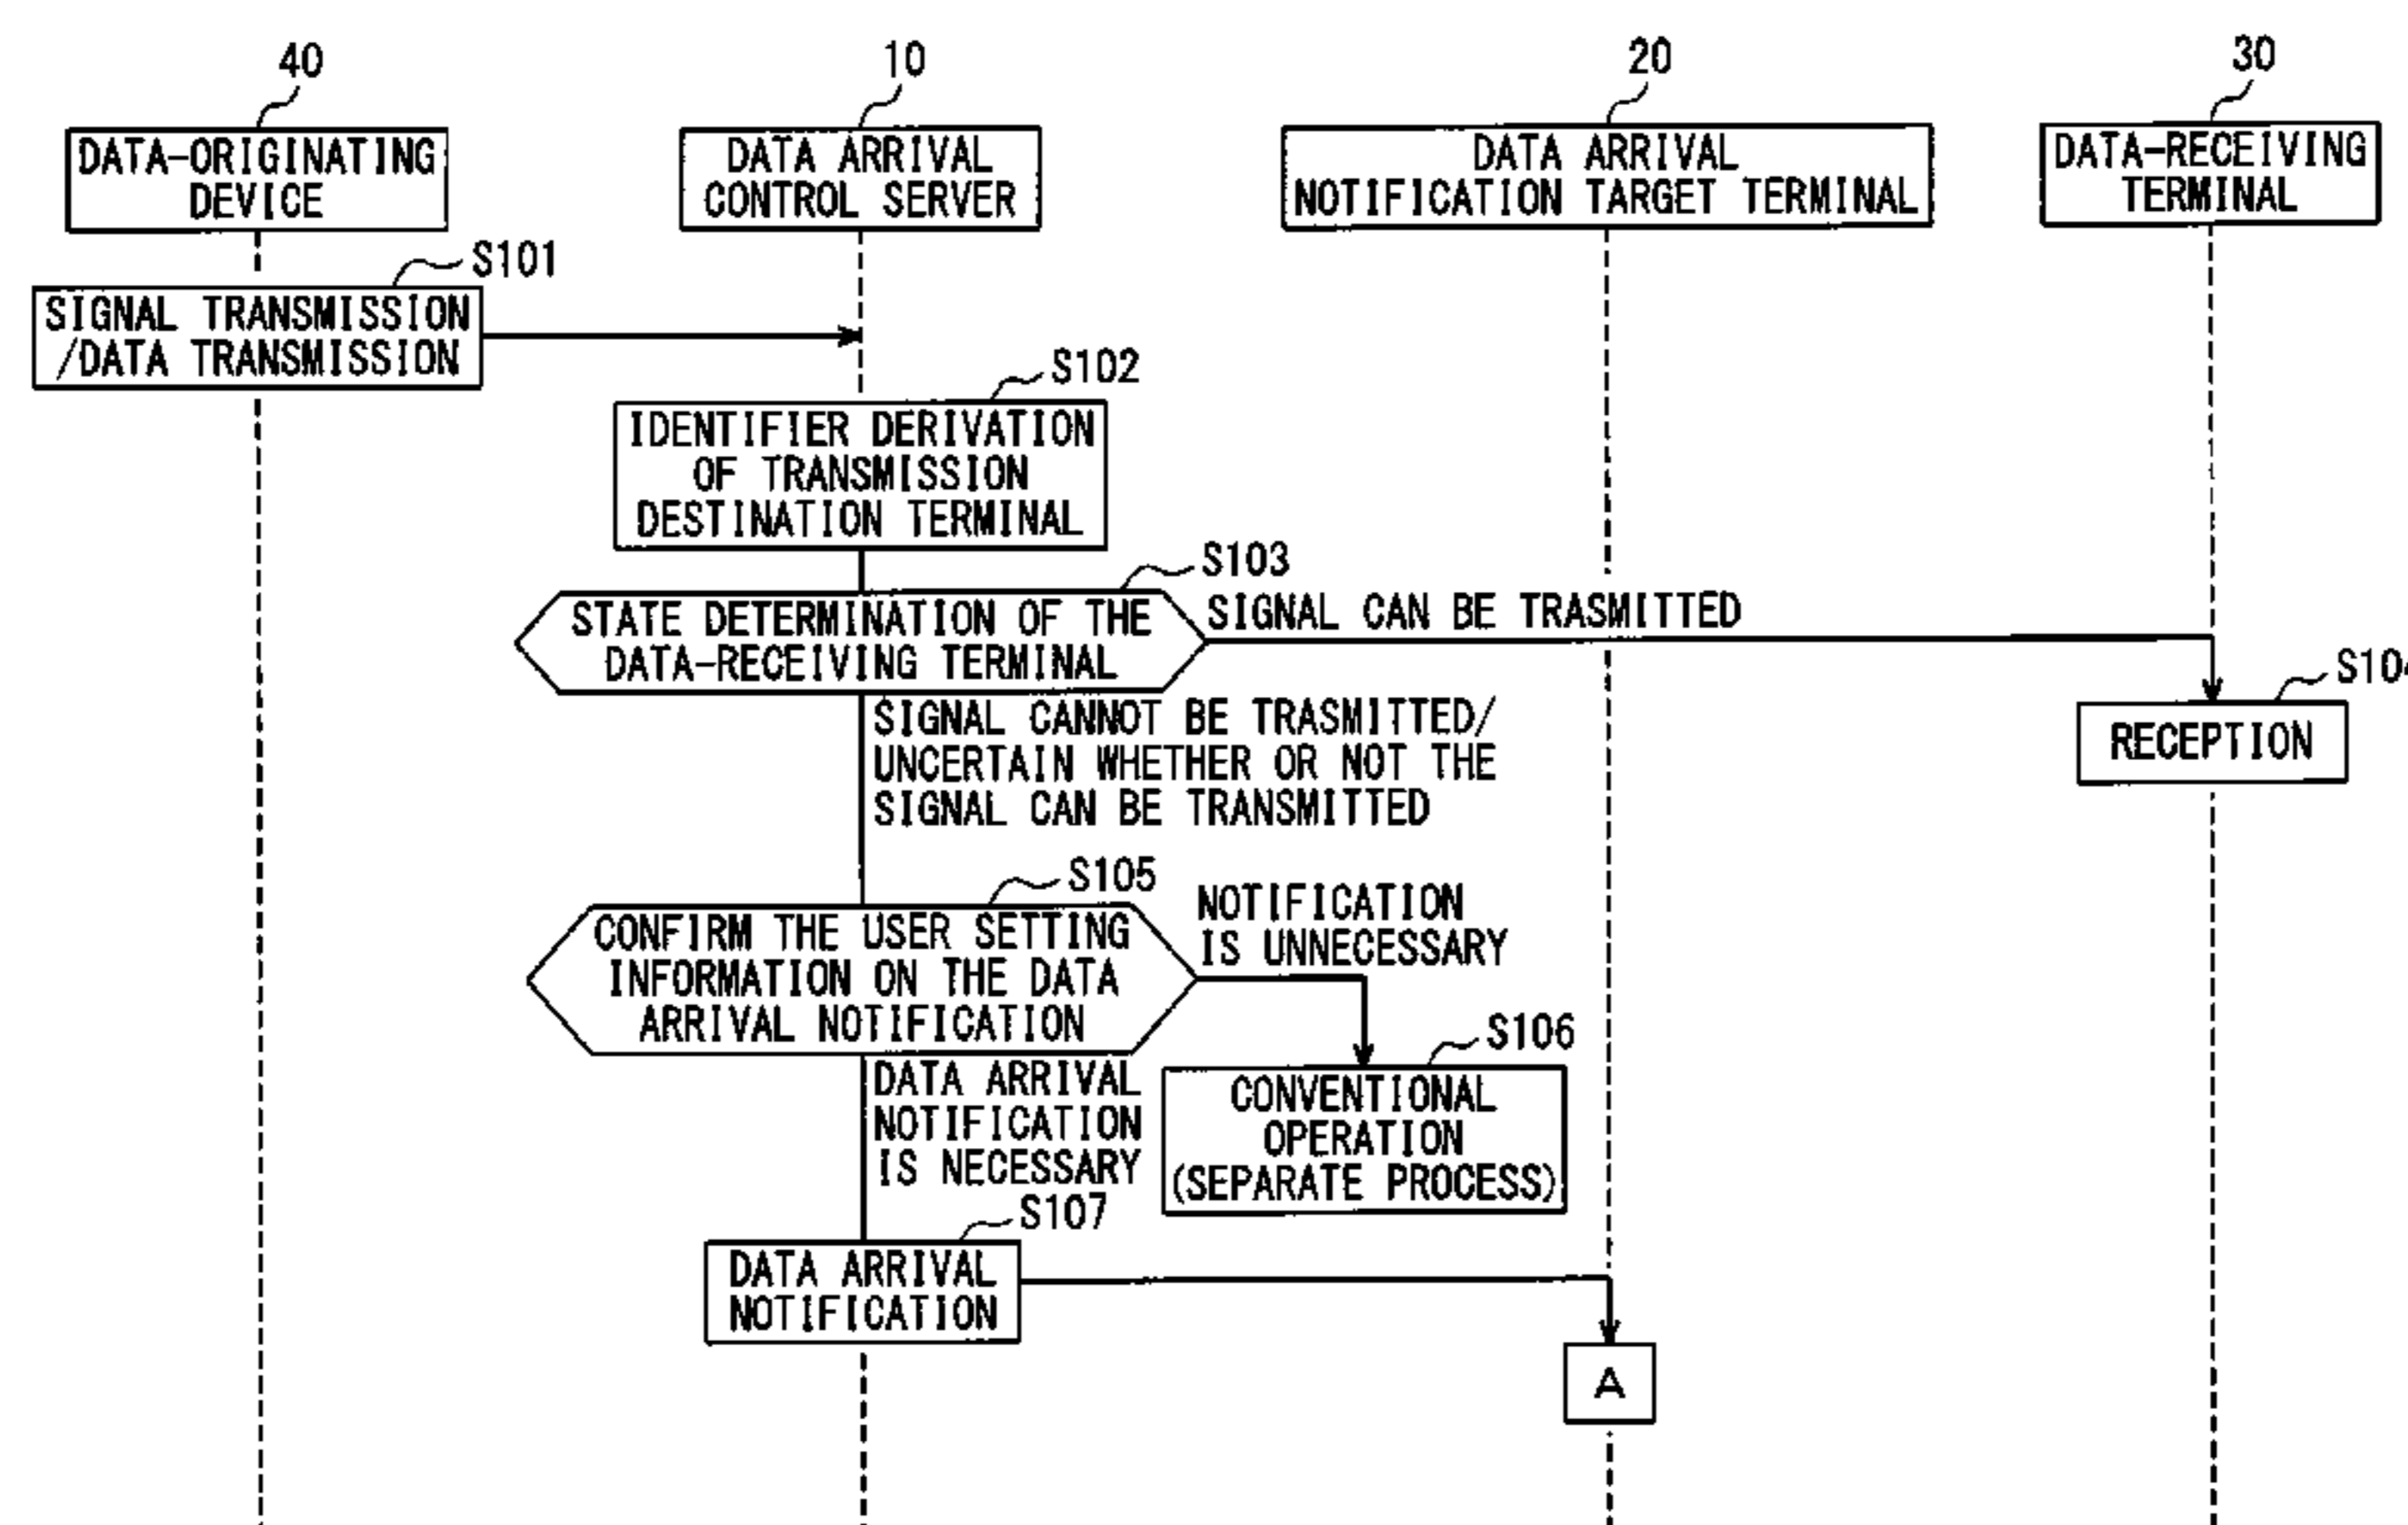 40
10
20
30
DATA-ORIGINATING
DEVICE
DATA ARRIVAL
CONTROL SERVER
DATA ARRIVAL
NOTIFICATION TARGET TERMINAL
DATA-RECEIVING
TERMINAL
S101
SIGNAL TRANSMISSION
/DATA TRANSMISSION
S102
IDENTIFIER DERIVATION
OF TRANSMISSION
DESTINATION TERMINAL
S103
STATE DETERMINATION OF THE
DATA-RECEIVING TERMINAL
SIGNAL CAN BE TRASMITTED
S104
RECEPTION
SIGNAL CANNOT BE TRASMITTED/
UNCERTAIN WHETHER OR NOT THE
SIGNAL CAN BE TRANSMITTED
S105
CONFIRM THE USER SETTING
INFORMATION ON THE DATA
ARRIVAL NOTIFICATION
NOTIFICATION
IS UNNECESSARY
S106
CONVENTIONAL
OPERATION
(SEPARATE PROCESS)
DATA ARRIVAL
NOTIFICATION
IS NECESSARY
S107
DATA ARRIVAL
NOTIFICATION
A